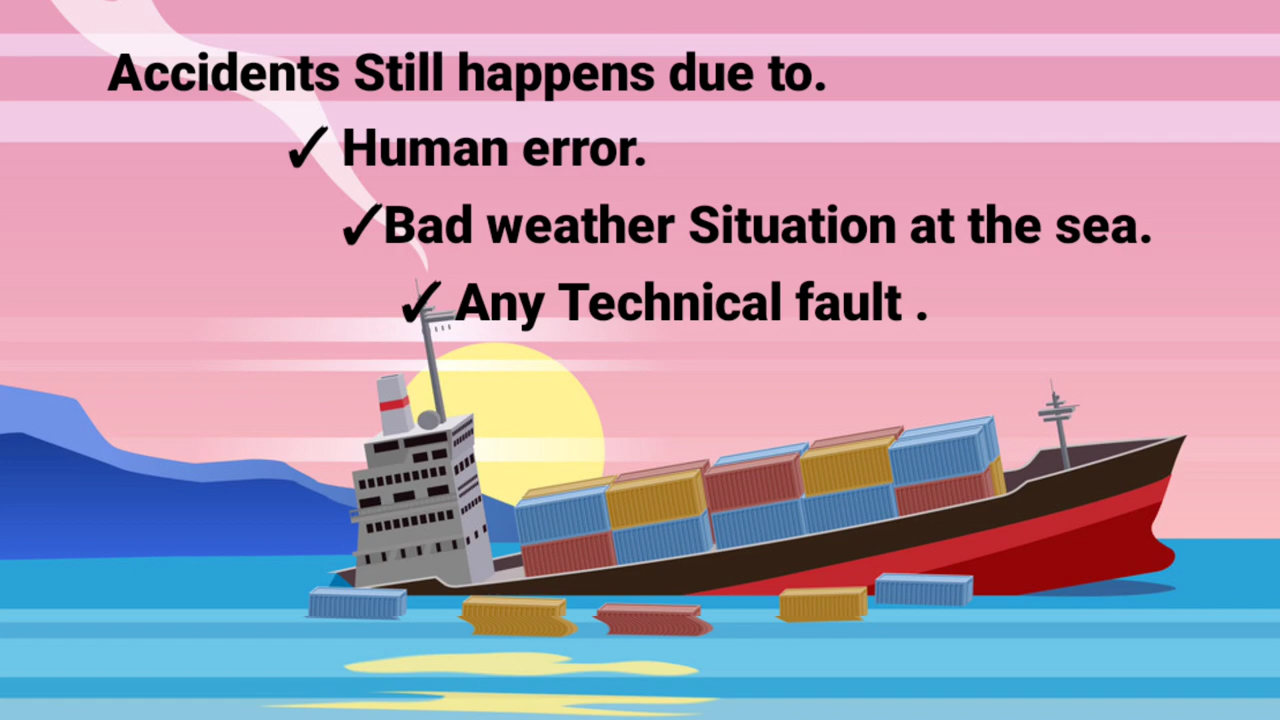 Accidents Still happens due to.
✓ Human error.
✓Bad weather Situation at the sea.
✓ Any Technical fault .